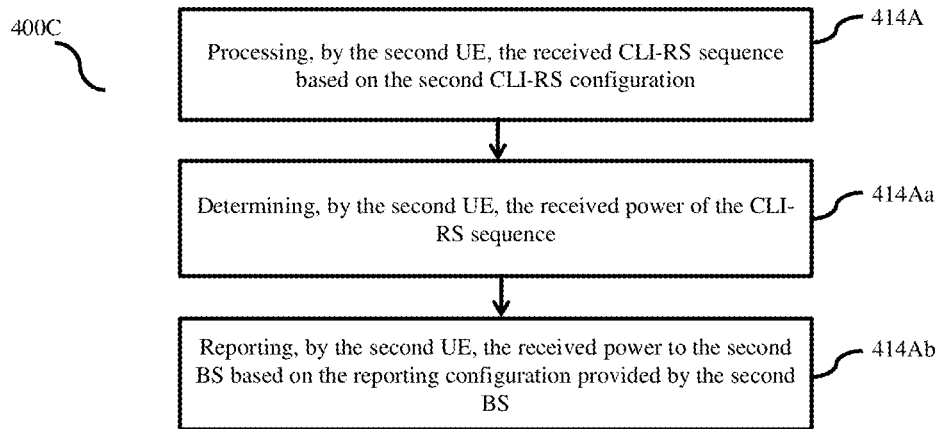 400C
414A
Processing, by the second UE, the received CLI-RS sequence
based on the second CLI-RS configuration
414Aa
Determining, by the second UE, the received power of the CLI-
RS sequence
414Ab
Reporting, by the second UE, the received power to the second
BS based on the reporting configuration provided by the second
BS